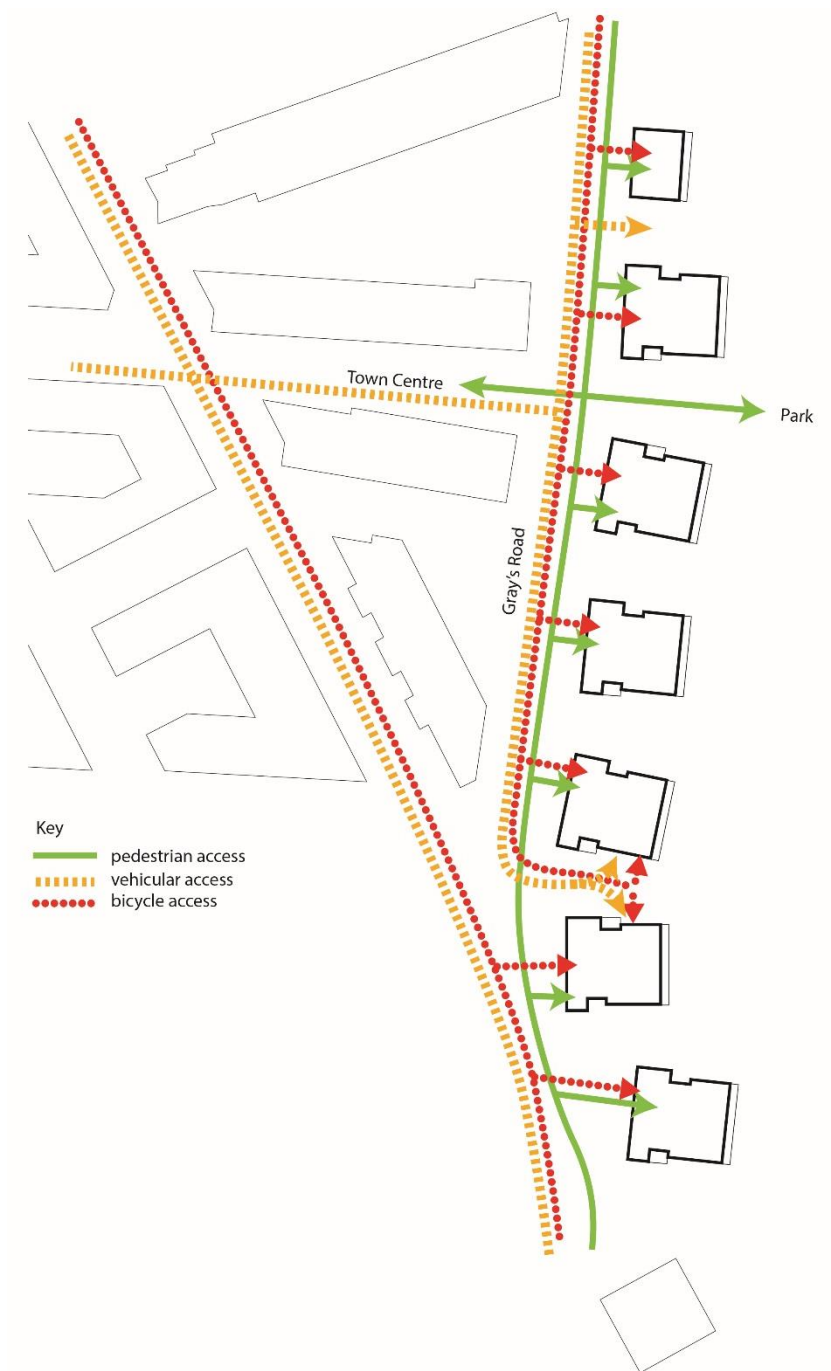 Town Centre
Park
Gray's Road
Key
pedestrian access
vehicular access
bicycle access